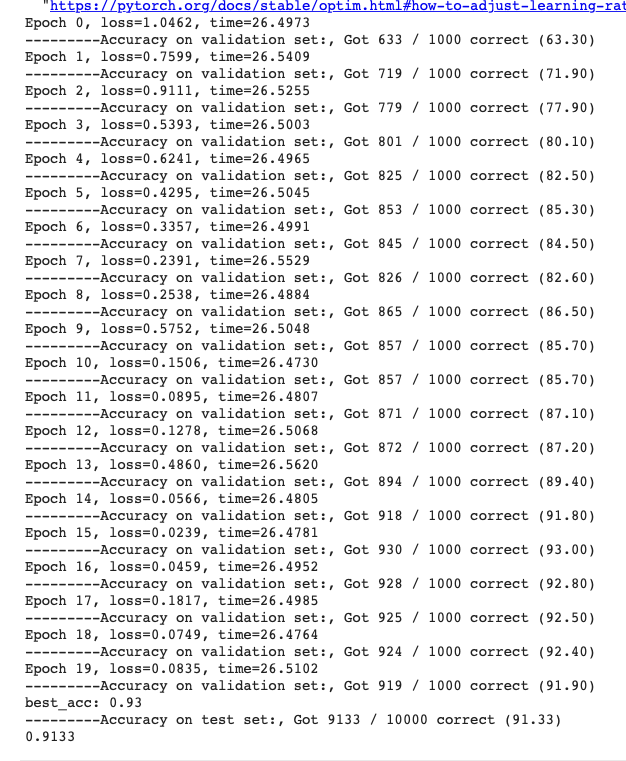 "https://pytorch.org/docs/stable/optim.html#how-to-adjust-learning-rat
Epoch 0, loss=1.0462, time=26.4973
---------Accuracy on validation set:, Got 633 / 1000 correct (63.30)
Epoch 1, loss=0.7599, time=26.5409
---------Accuracy on validation set:, Got 719 / 1000 correct (71.90)
Epoch 2, loss=0.9111, time=26.5255
---------Accuracy on validation set:, Got 779 / 1000 correct (77.90)
Epoch 3, loss=0.5393, time=26.5003
---------Accuracy on validation set:, Got 801 / 1000 correct (80.10)
Epoch 4, loss=0.6241, time=26.4965
---------Accuracy on validation set:, Got 825 / 1000 correct (82.50)
Epoch 5, loss=0.4295, time=26.5045
---------Accuracy on validation set:, Got 853 / 1000 correct (85.30)
Epoch 6, loss=0.3357, time=26.4991
---------Accuracy on validation set:, Got 845 / 1000 correct (84.50)
Epoch 7, loss=0.2391, time=26.5529
---------Accuracy on validation set:, Got 826 / 1000 correct (82.60)
Epoch 8, loss=0.2538, time=26.4884
---------Accuracy on validation set:, Got 865 / 1000 correct (86.50)
Epoch 9, loss=0.5752, time=26.5048
---------Accuracy on validation set:, Got 857 / 1000 correct (85.70)
Epoch 10, loss=0.1506, time=26.4730
---------Accuracy on validation set:, Got 857 / 1000 correct (85.70)
Epoch 11, loss=0.0895, time=26.4807
---------Accuracy on validation set:, Got 871 / 1000 correct (87.10)
Epoch 12, loss=0.1278, time=26.5068
---------Accuracy on validation set:, Got 872 / 1000 correct (87.20)
Epoch 13, loss=0.4860, time=26.5620
---------Accuracy on validation set:, Got 894 / 1000 correct (89.40)
Epoch 14, loss=0.0566, time=26.4805
---------Accuracy on validation set:, Got 918 / 1000 correct (91.80)
Epoch 15, loss=0.0239, time=26.4781
---------Accuracy on validation set:, Got 930 / 1000 correct (93.00)
Epoch 16, loss=0.0459, time=26.4952
---------Accuracy on validation set:, Got 928 / 1000 correct (92.80)
Epoch 17, loss=0.1817, time=26.4985
---------Accuracy on validation set:, Got 925 / 1000 correct (92.50)
Epoch 18, loss=0.0749, time=26.4764
---------Accuracy on validation set:, Got 924 / 1000 correct (92.40)
Epoch 19, loss=0.0835, time=26.5102
---------Accuracy on validation set:, Got 919 / 1000 correct (91.90)
best_acc: 0.93
---------Accuracy on test set:, Got 9133 / 10000 correct (91.33)
0.9133